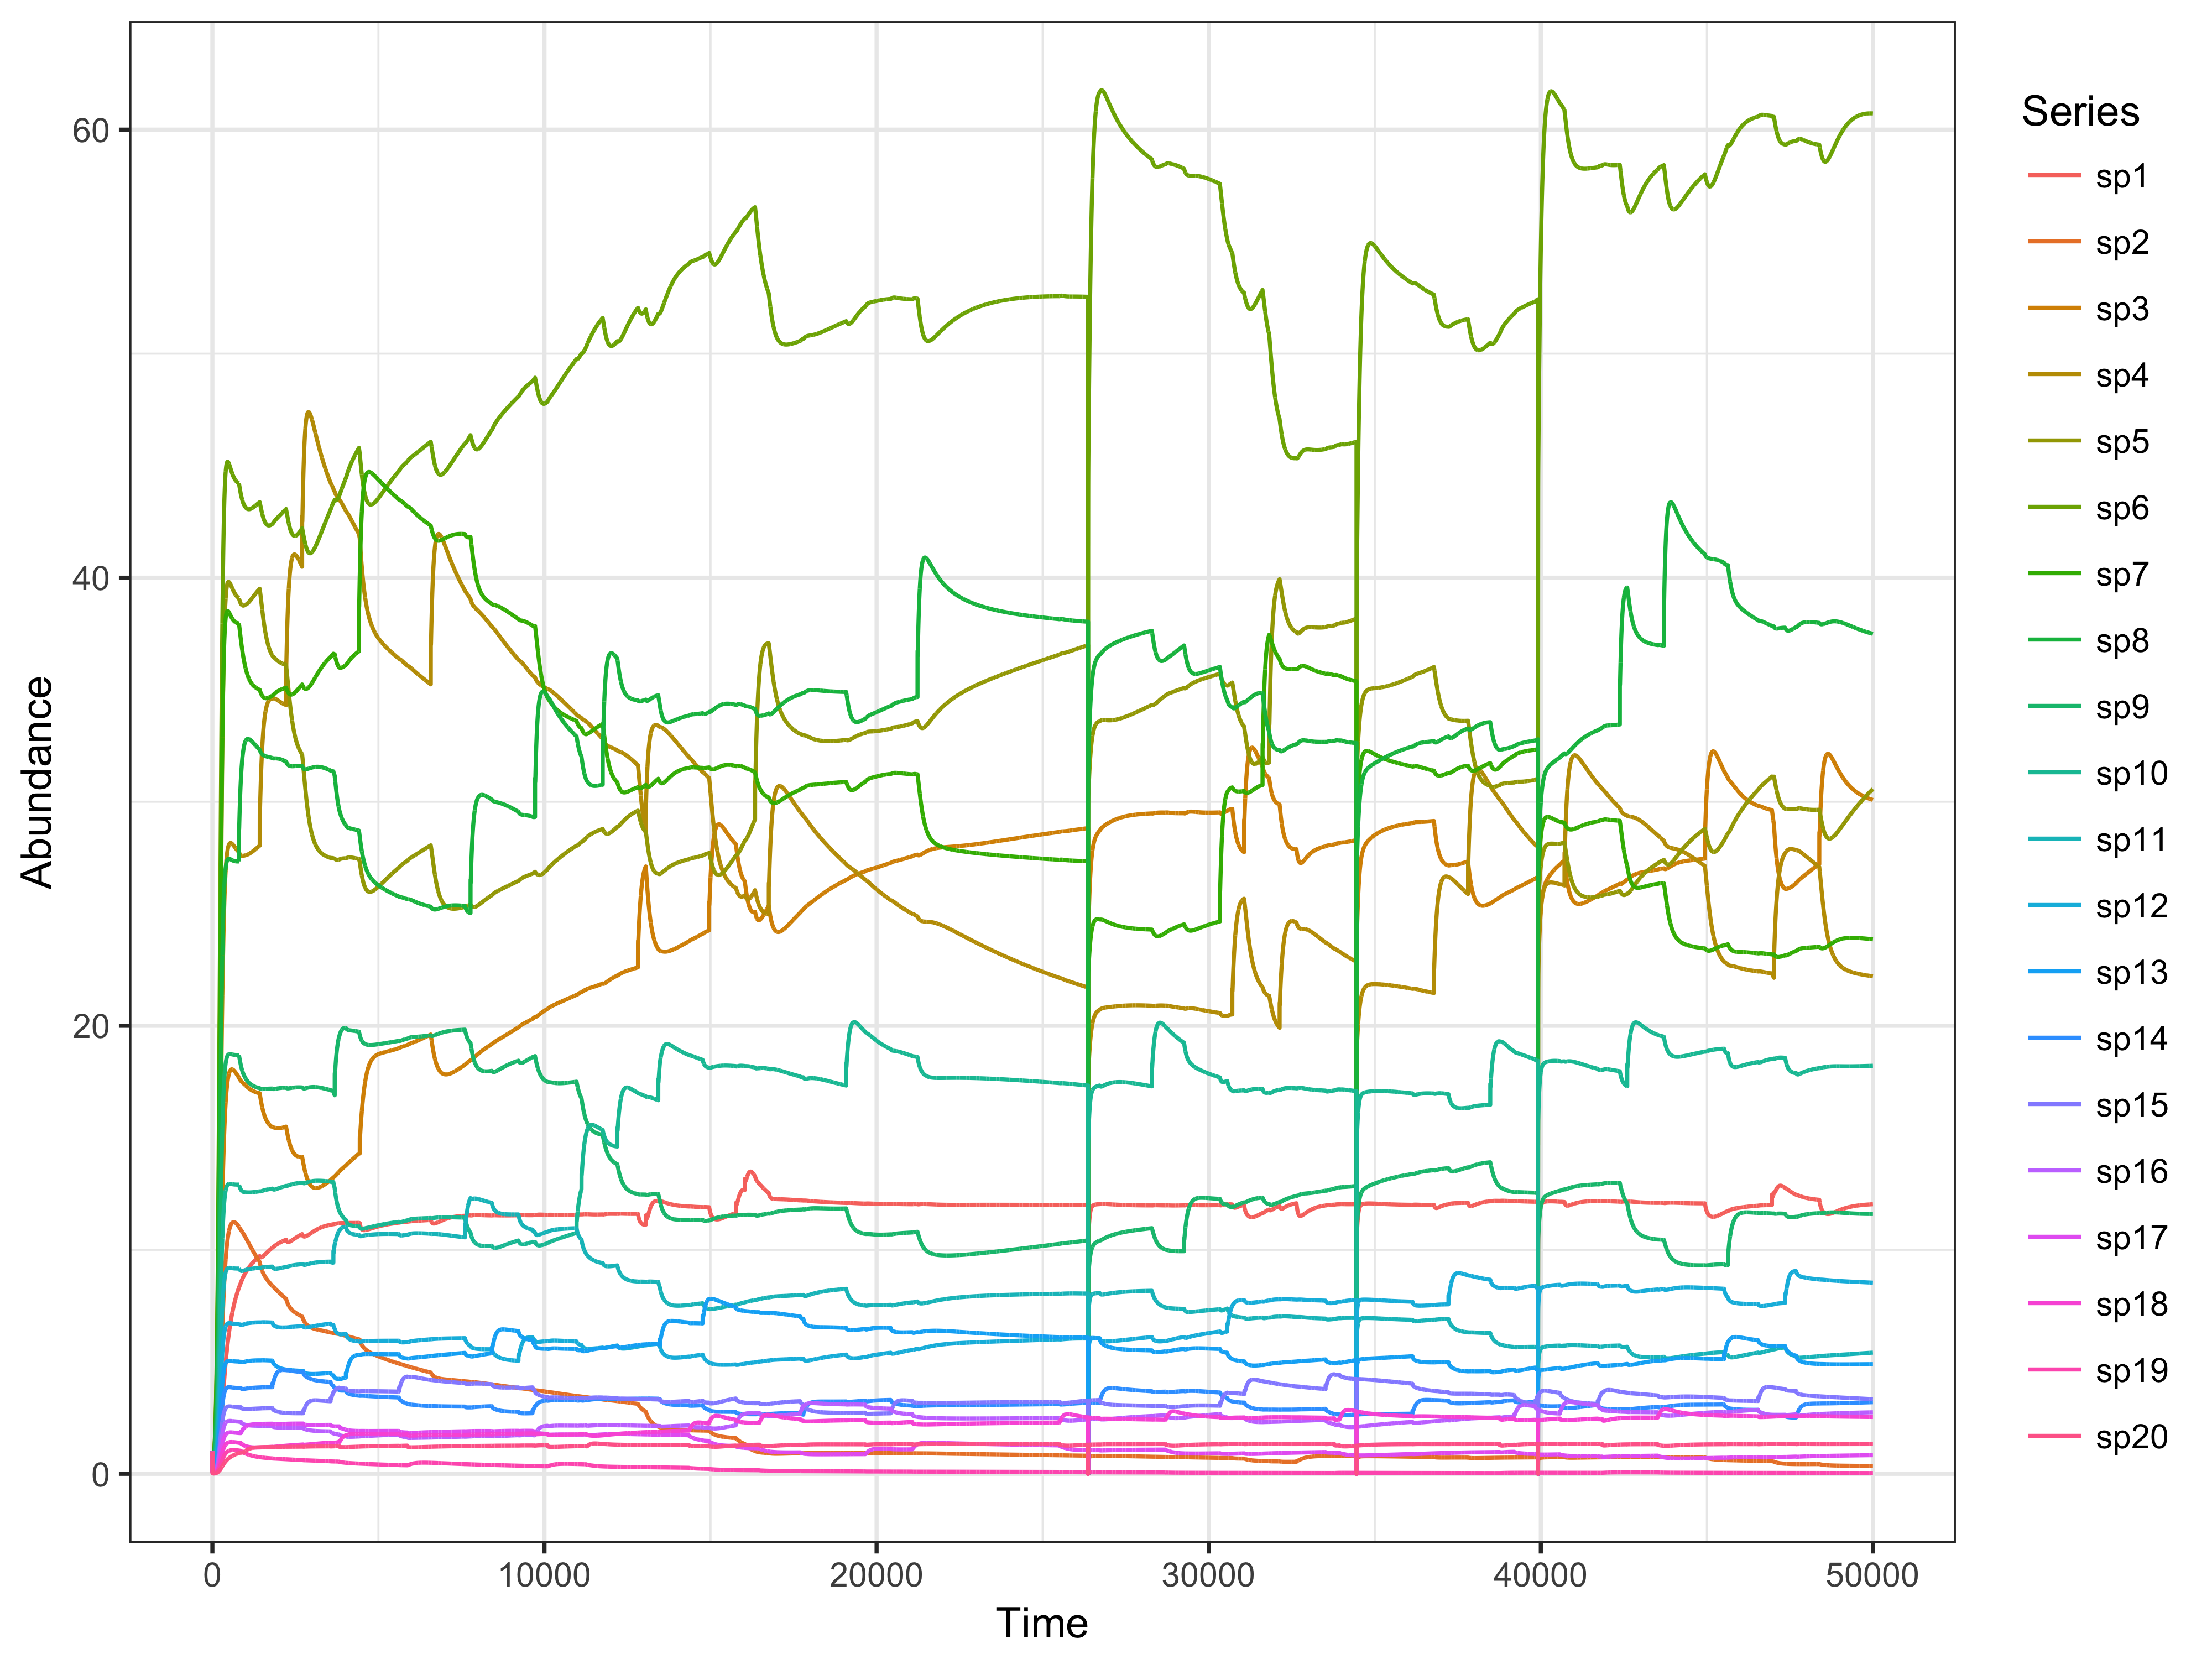 60
40
20
0
Abundance
0 10000 20000 30000 40000 50000
Time
Series
sp1
sp2
sp3
sp4
sp5
sp6
sp7
sp8
sp9
sp10
sp11
sp12
sp13
sp14
sp15
sp16
sp17
sp18
sp19
sp20